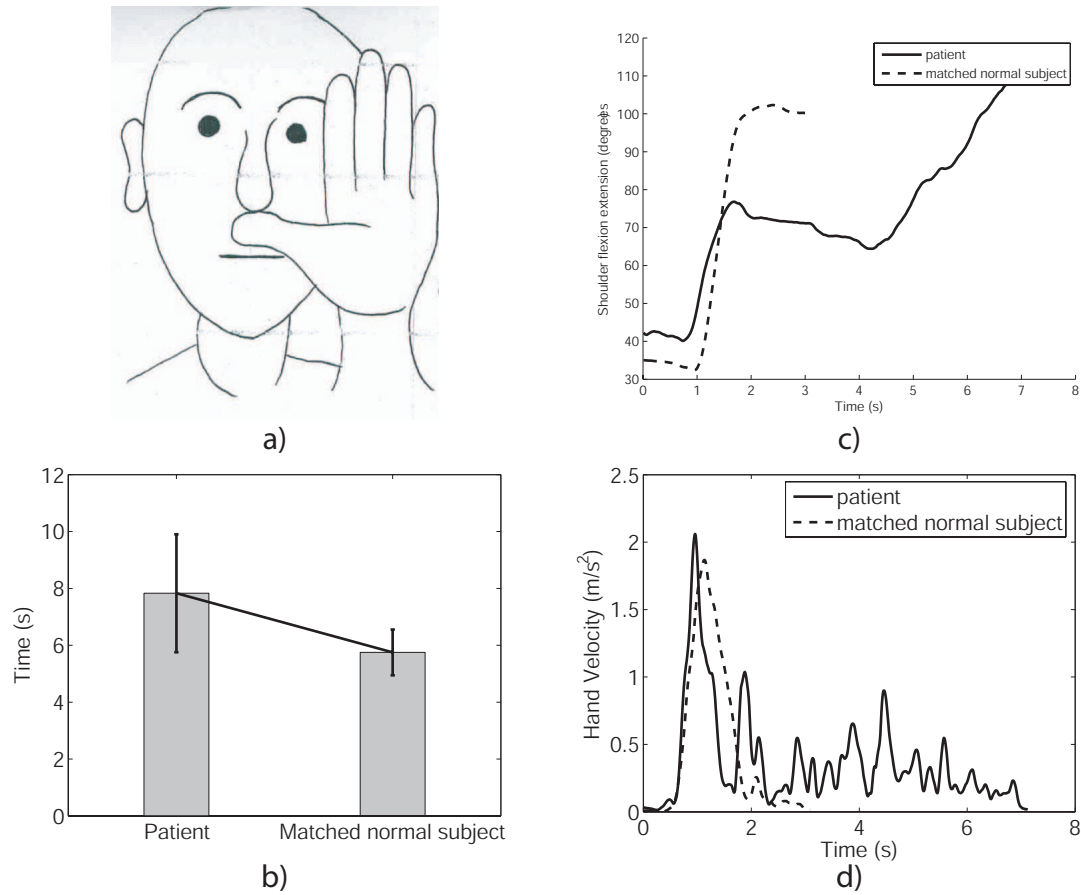 a)
12
10
8
6
4
2
0
Time (s)
Patient
Matched normal subject
b)
120
110
100
90
80
70
60
50
40
30
Shoulder flexion extension (degrees
patient
matched normal subject
0 1 2 3 4 5 6 7 8
Time (s)
c)
2.5
2
1.5
1
0.5
0
Hand Velocity (m/s²)
patient
matched normal subject
0 2 4 6 8
Time (s)
d)